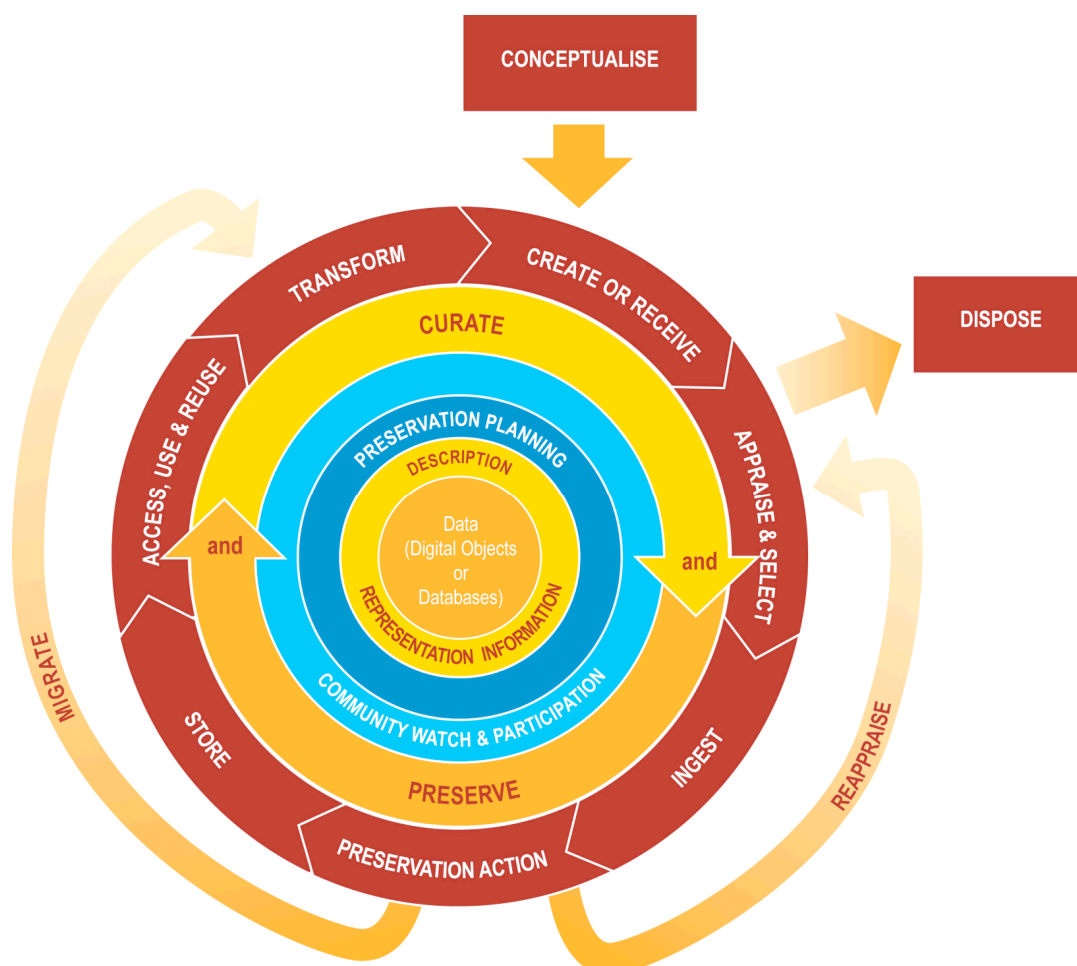 CONCEPTUALISE
TRANSFORM
CREATE OR RECEIVE
DISPOSE
CURATE
ACCESS, USE & REUSE
PRESERVATION PLANNING
APPRAISE & SELECT
DESCRIPTION
Data
(Digital Objects
or
Databases)
and
and
REPRESENTATION INFORMATION
MIGRATE
STORE
COMMUNITY WATCH & PARTICIPATION
INGEST
REAPPRAISE
PRESERVE
PRESERVATION ACTION